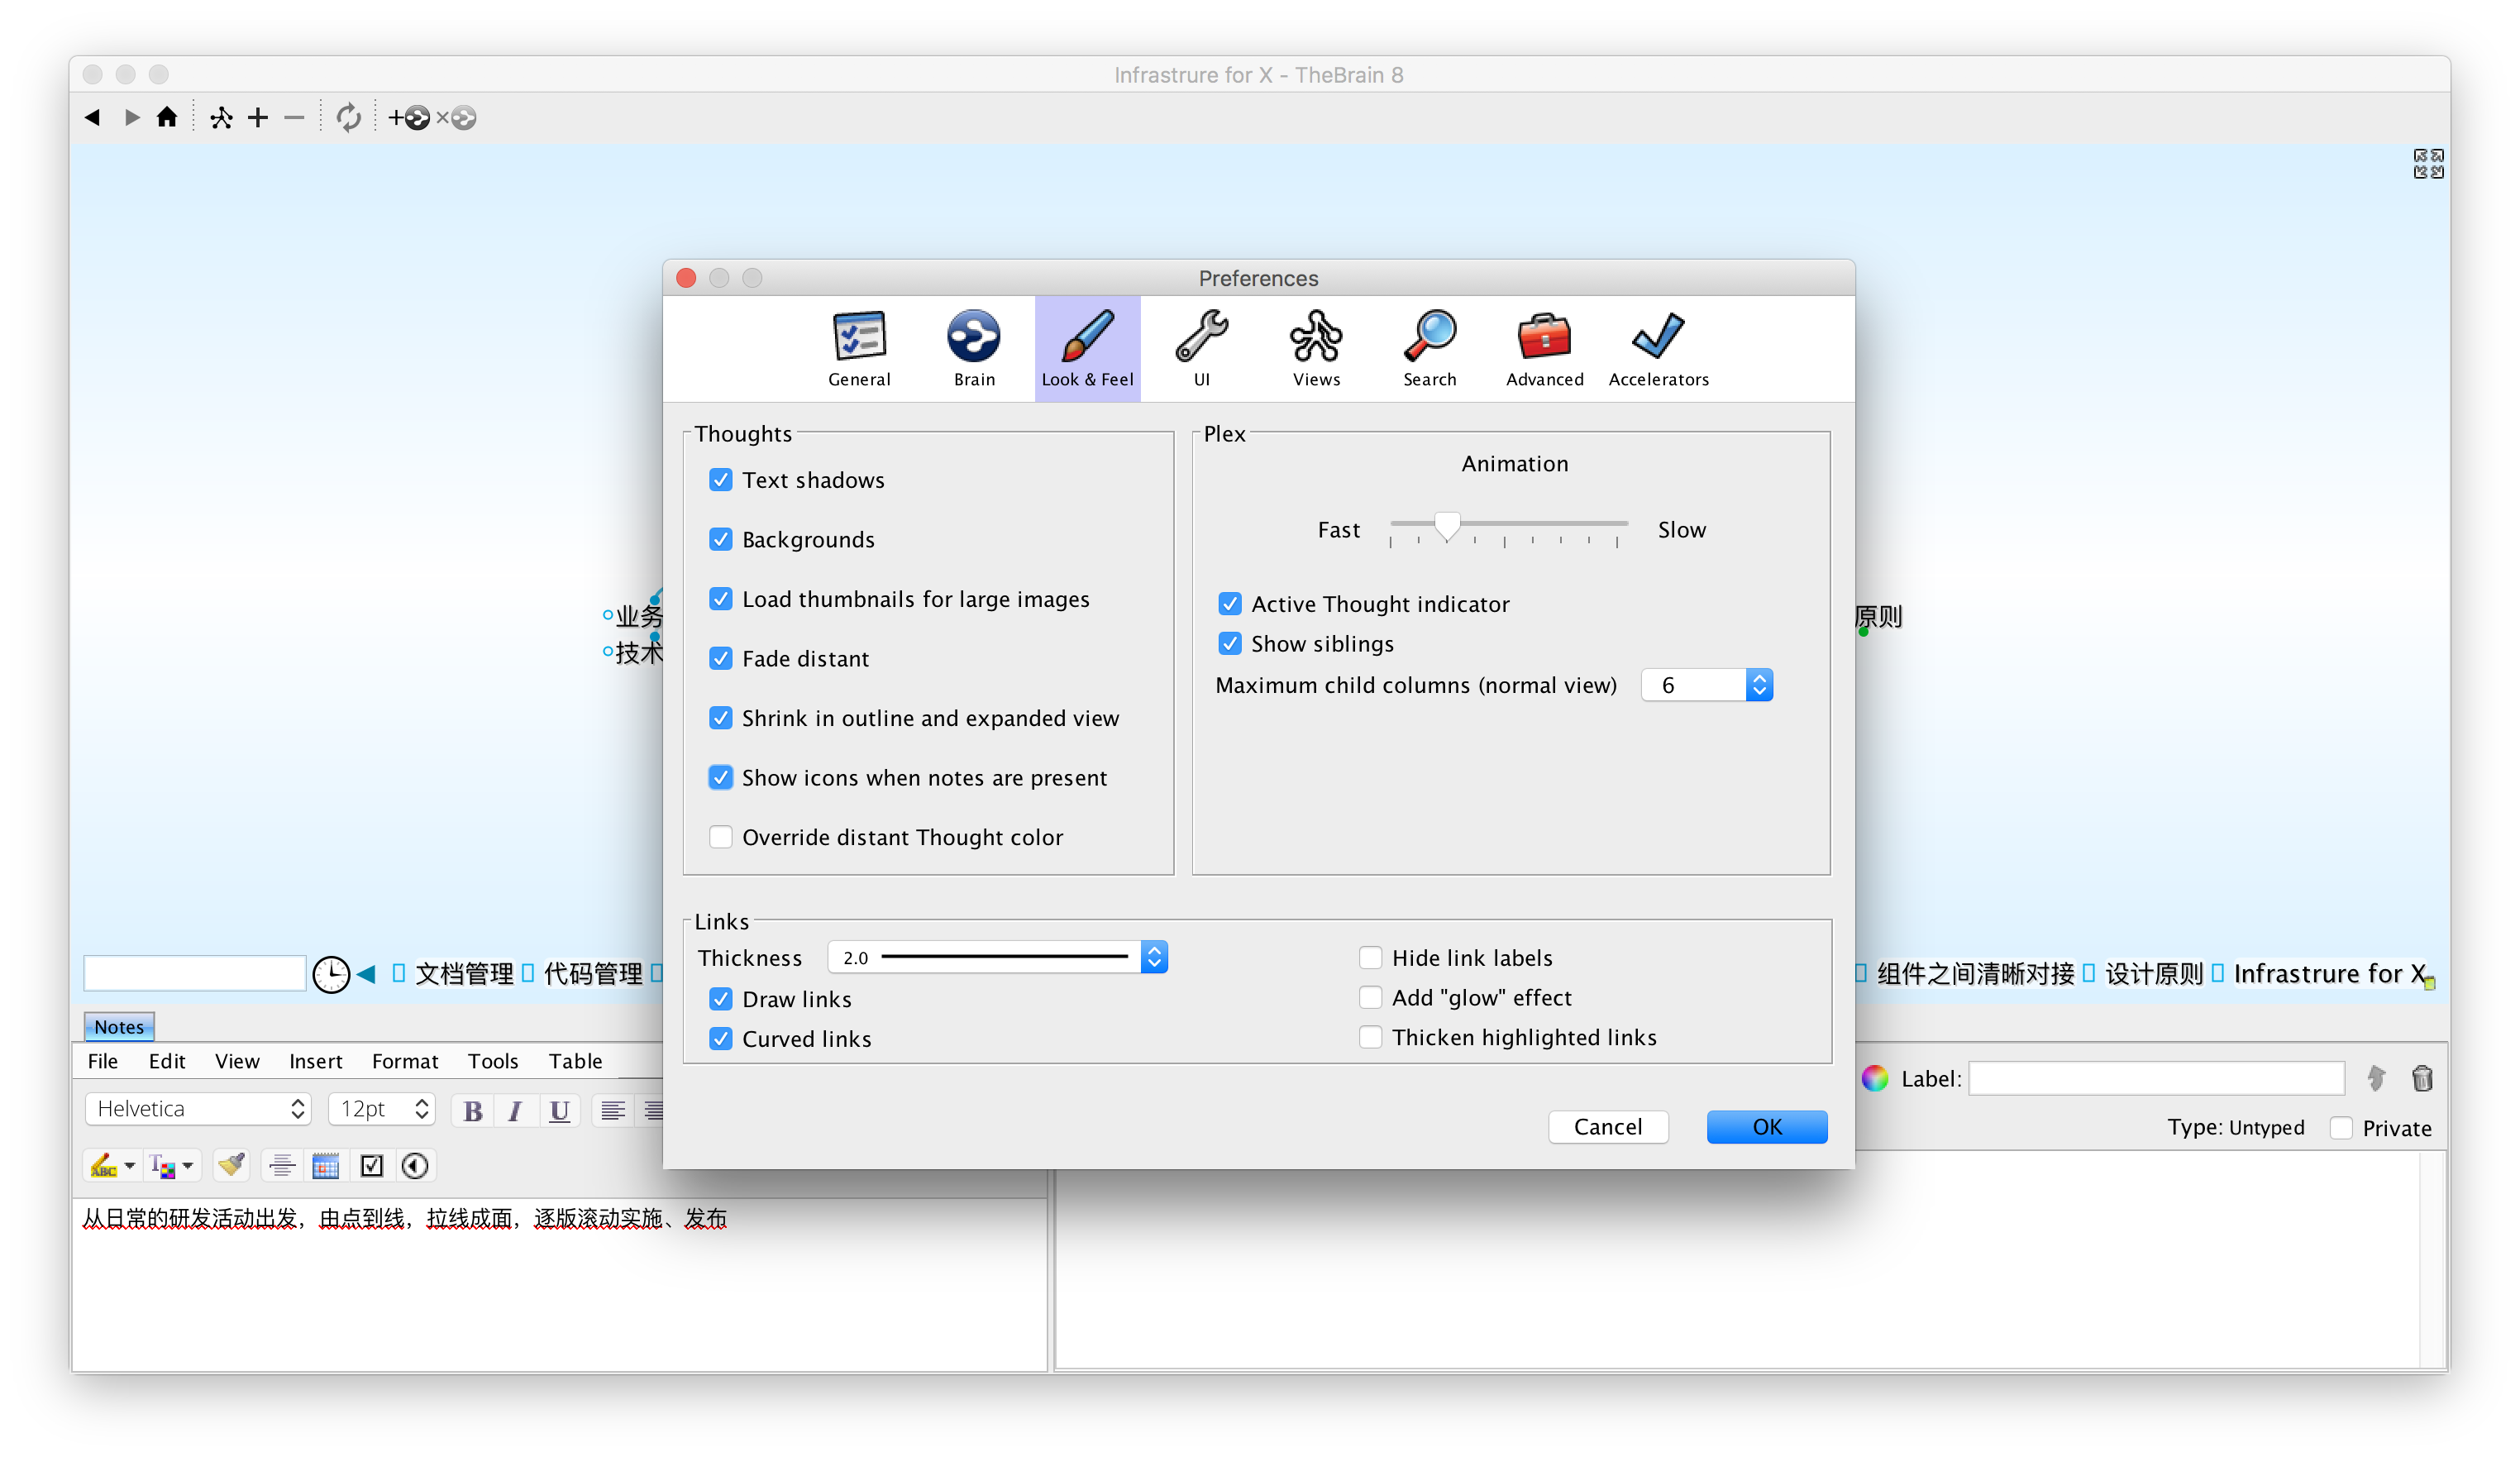 Infrastrure for X - TheBrain 8
Preferences
General Brain Look & Feel UI Views Search Advanced Accelerators
Thoughts
Text shadows
Backgrounds
Load thumbnails for large images
Fade distant
Shrink in outline and expanded view
Show icons when notes are present
Override distant Thought color
Plex
Animation
Fast Slow
Active Thought indicator
Show siblings
Maximum child columns (normal view) 6
Links
Thickness 2.0
Draw links
Curved links
Hide link labels
Add "glow" effect
Thicken highlighted links
Cancel OK
业务
技术
原则
文档管理 代码管理
组件之间清晰对接 设计原则 Infrastrure for X
Notes
File Edit View Insert Format Tools Table
Helvetica 12pt B I U
ABC T
Label:
Type: Untyped Private
从日常的研发活动出发，由点到线，拉线成面，逐版滚动实施、发布